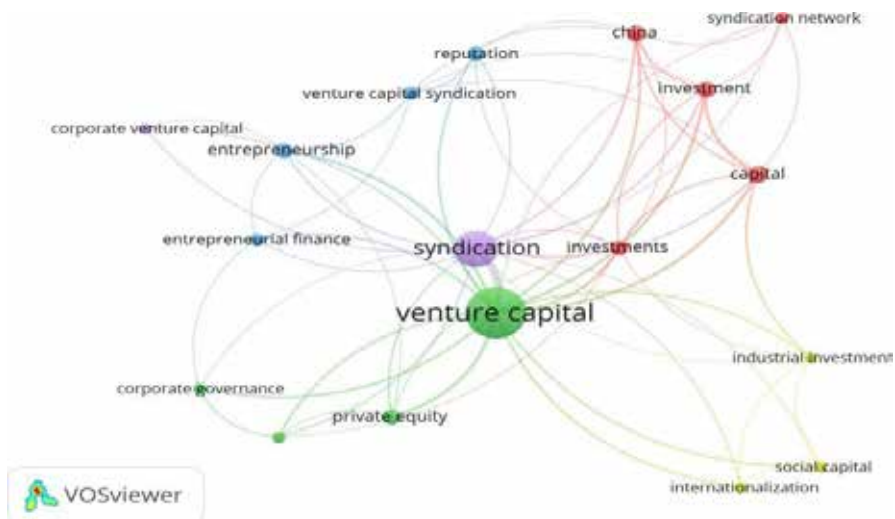 syndication network
china
reputation
investment
venture capital syndication
corporate venture capital
entrepreneurship
capital
entrepreneurial finance
syndication
investments
venture capital
industrial investment
corporate governance
private equity
social capital
internationalization
VOSviewer